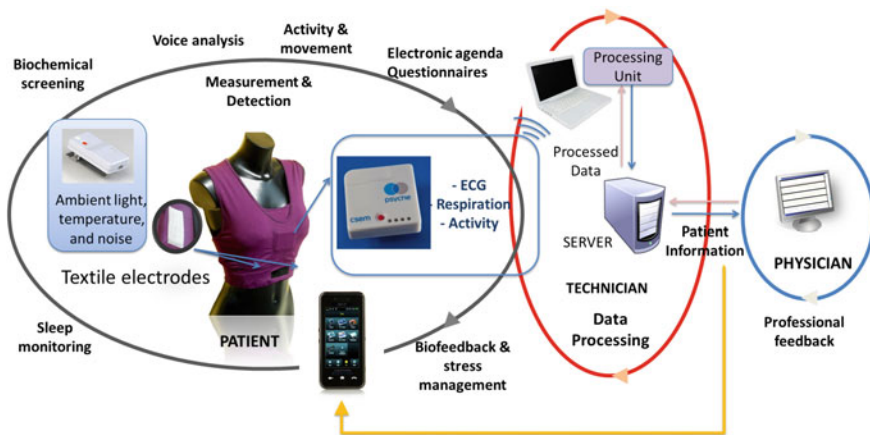 Voice analysis
Activity &
movement
Biochemical
screening
Electronic agenda
Questionnaires
Measurement &
Detection
Ambient light,
temperature,
and noise
Textile electrodes
psyche
csem
- ECG
- Respiration
- Activity
Sleep
monitoring
PATIENT
Biofeedback &
stress
management
Processing
Unit
Processed
Data
SERVER
TECHNICIAN
Data
Processing
Patient
Information
PHYSICIAN
Professional
feedback